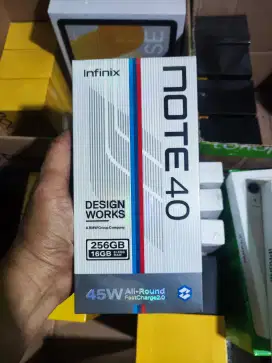 Infinix
NOTE 40
DESIGN
WORKS
A BMW Group Company
256GB
16GB
45W All-Round
FastCharge2.0